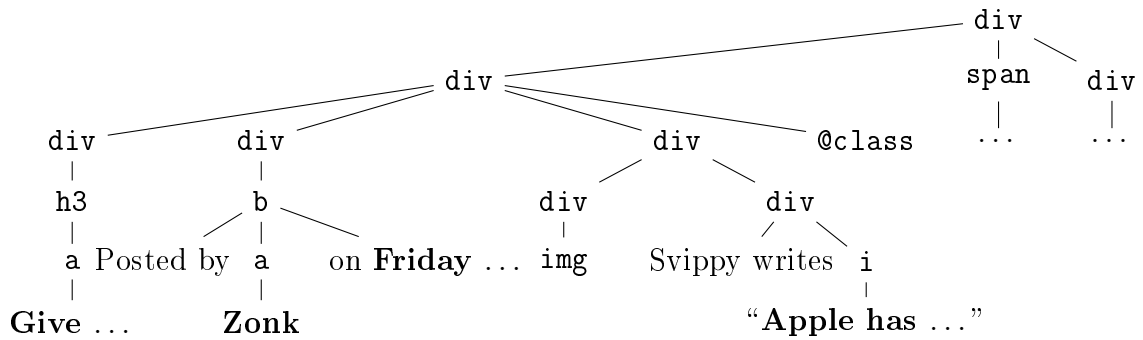 div
div span div
div div div @class … …
h3 b div div
a Posted by a on Friday … img Svippy writes i
Give … Zonk “Apple has …”